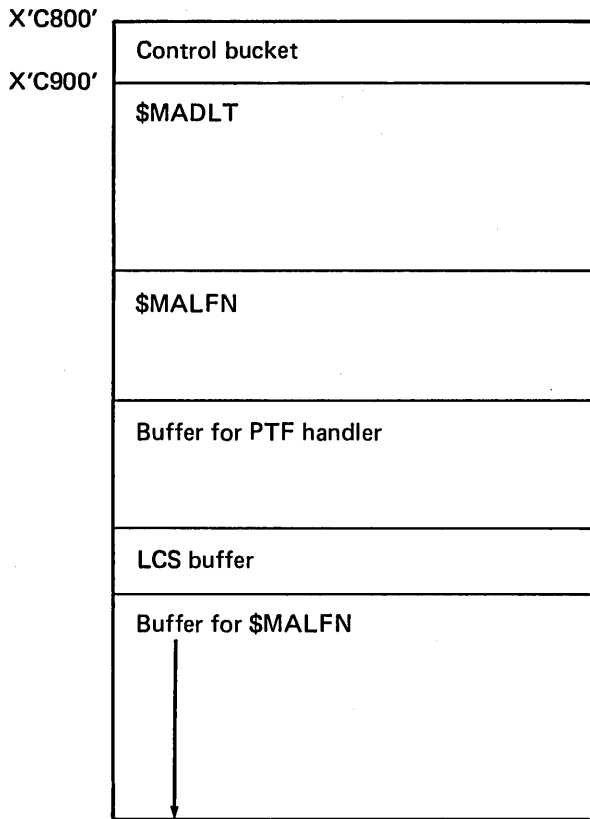 X'C800'
Control bucket
X'C900'
$MADLT
$MALFN
Buffer for PTF handler
LCS buffer
Buffer for $MALFN